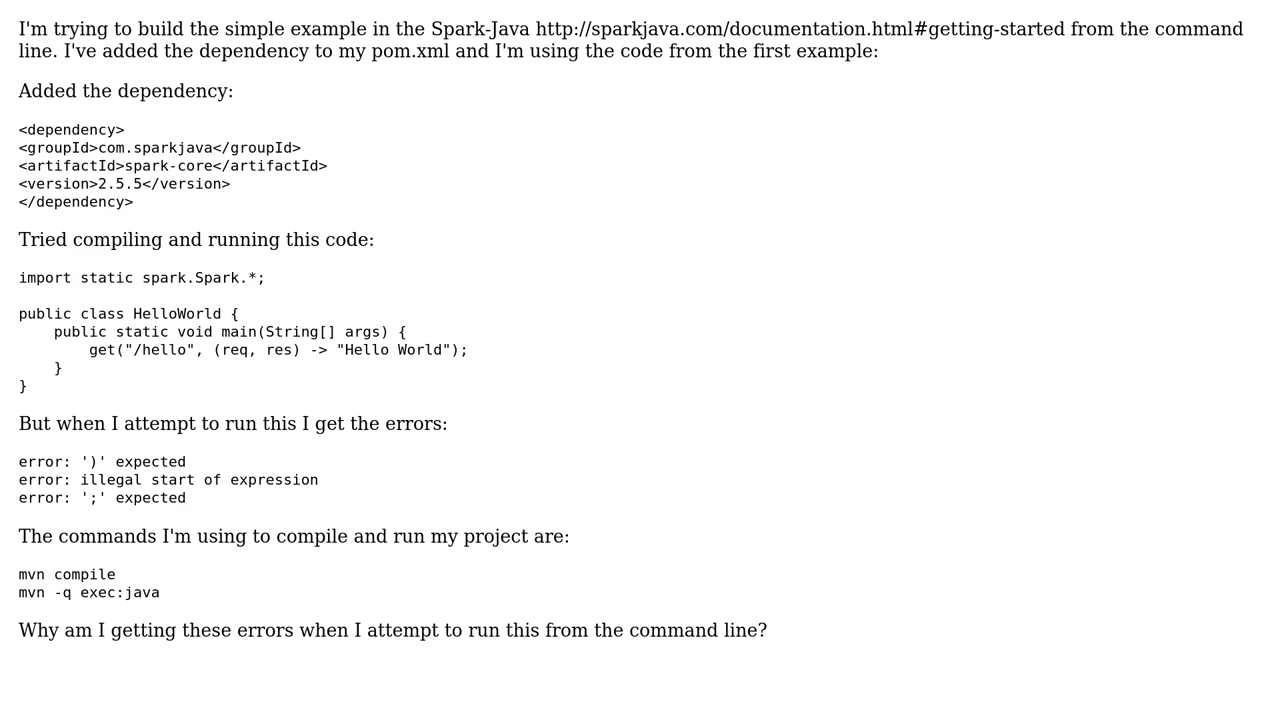 I'm trying to build the simple example in the Spark-Java http://sparkjava.com/documentation.html#getting-started from the command
line. I've added the dependency to my pom.xml and I'm using the code from the first example:
Added the dependency:
<dependency>
<groupId>com.sparkjava</groupId>
<artifactId>spark-core</artifactId>
<version>2.5.5</version>
</dependency>
Tried compiling and running this code:
import static spark.Spark.*;
public class HelloWorld {
    public static void main(String[] args) {
        get("/hello", (req, res) -> "Hello World");
    }
}
But when I attempt to run this I get the errors:
error: ')' expected
error: illegal start of expression
error: ';' expected
The commands I'm using to compile and run my project are:
mvn compile
mvn -q exec:java
Why am I getting these errors when I attempt to run this from the command line?